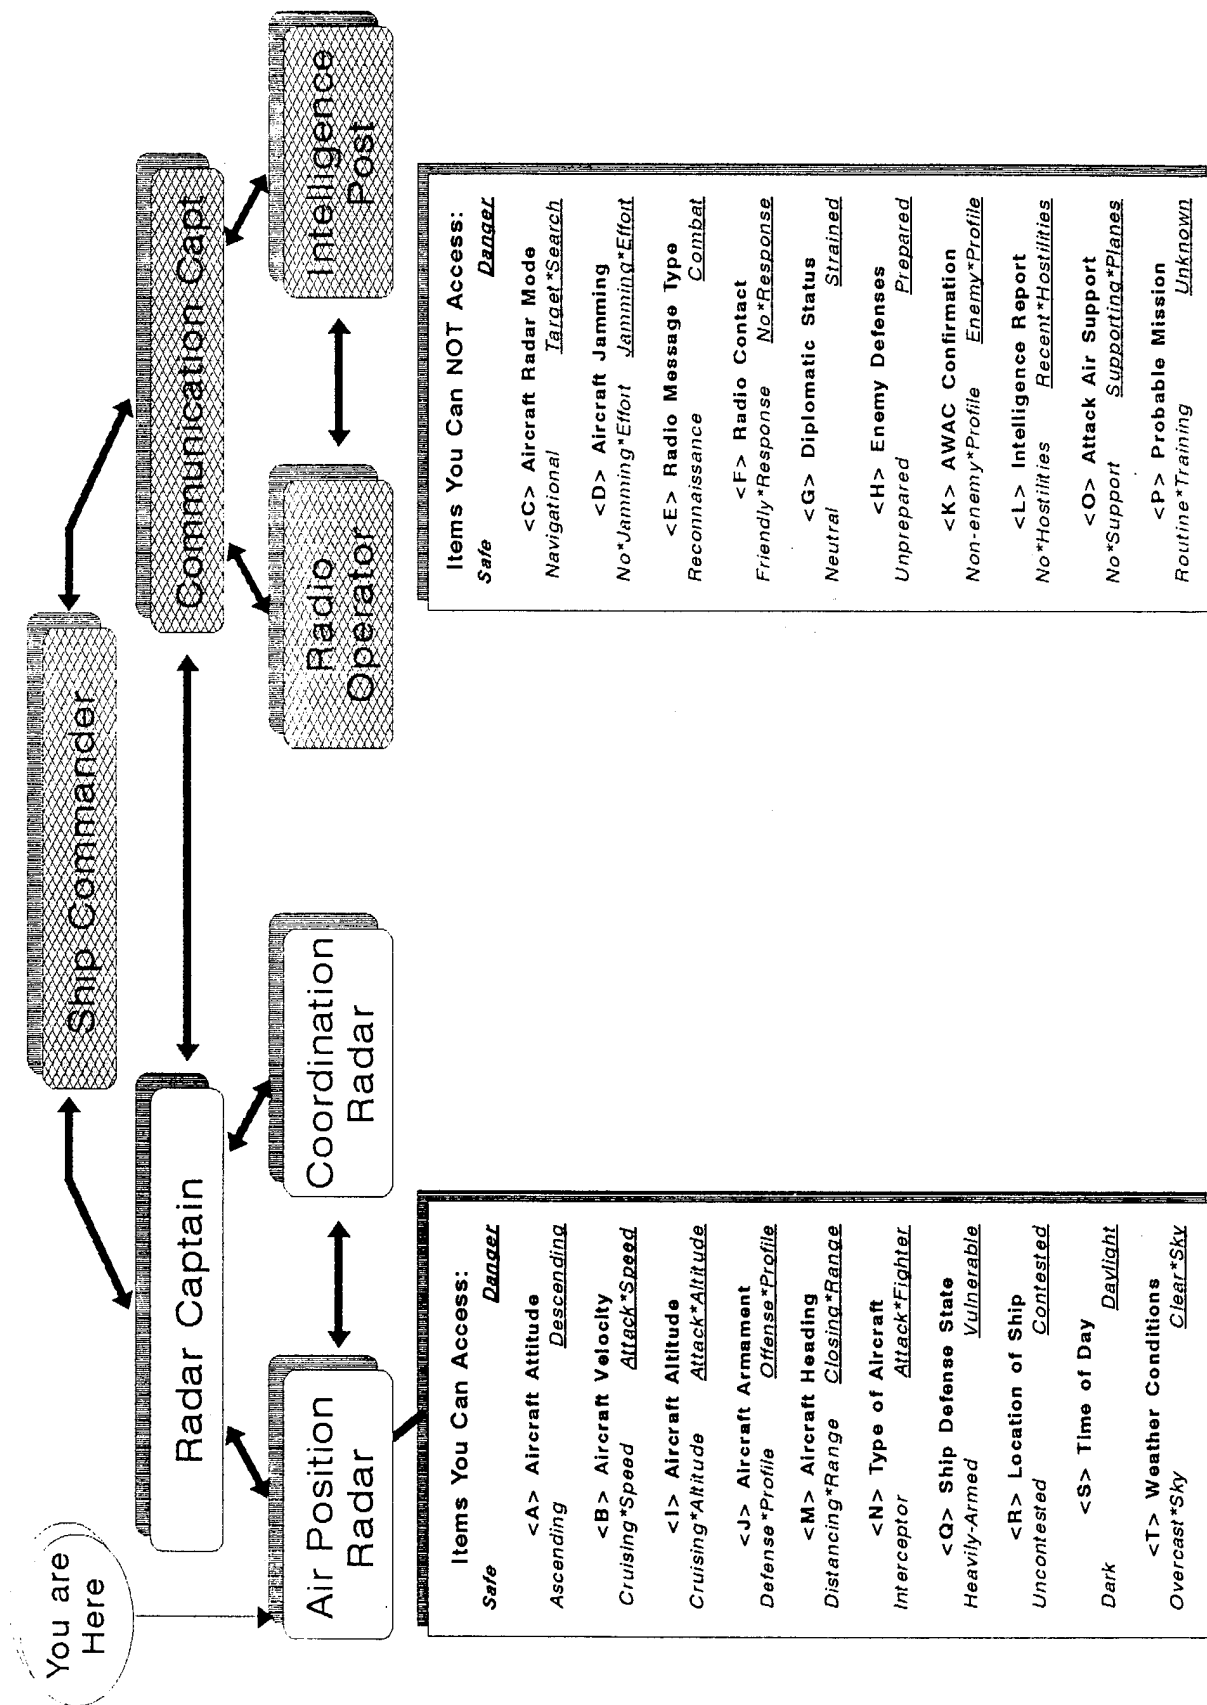 You are
Here
Ship Commander
Radar Captain
Communication Capt
Air Position
Radar
Coordination
Radar
Radio
Operator
Intelligence
Post
Items You Can Access:
Safe Danger
<A> Aircraft Attitude
Ascending Descending
<B> Aircraft Velocity
Cruising*Speed Attack*Speed
<I> Aircraft Altitude
Cruising*Altitude Attack*Altitude
<J> Aircraft Armament
Defense*Profile Offense*Profile
<M> Aircraft Heading
Distancing*Range Closing*Range
<N> Type of Aircraft
Interceptor Attack*Fighter
<Q> Ship Defense State
Heavily-Armed Vulnerable
<R> Location of Ship
Uncontested Contested
<S> Time of Day
Dark Daylight
<T> Weather Conditions
Overcast*Sky Clear*Sky
Items You Can NOT Access:
Safe Danger
<C> Aircraft Radar Mode
Navigational Target*Search
<D> Aircraft Jamming
No*Jamming*Effort Jamming*Effort
<E> Radio Message Type
Reconnaissance Combat
<F> Radio Contact
Friendly*Response No*Response
<G> Diplomatic Status
Neutral Strained
<H> Enemy Defenses
Unprepared Prepared
<K> AWAC Confirmation
Non-enemy*Profile Enemy*Profile
<L> Intelligence Report
No*Hostilities Recent*Hostilities
<O> Attack Air Support
No*Support Supporting*Planes
<P> Probable Mission
Routine*Training Unknown